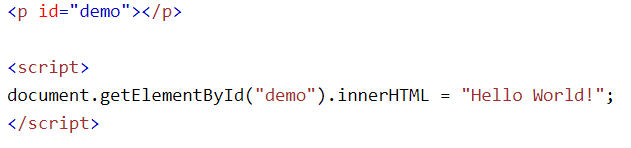 <p id="demo"></p>
<script>
document.getElementById("demo").innerHTML = "Hello World!";
</script>